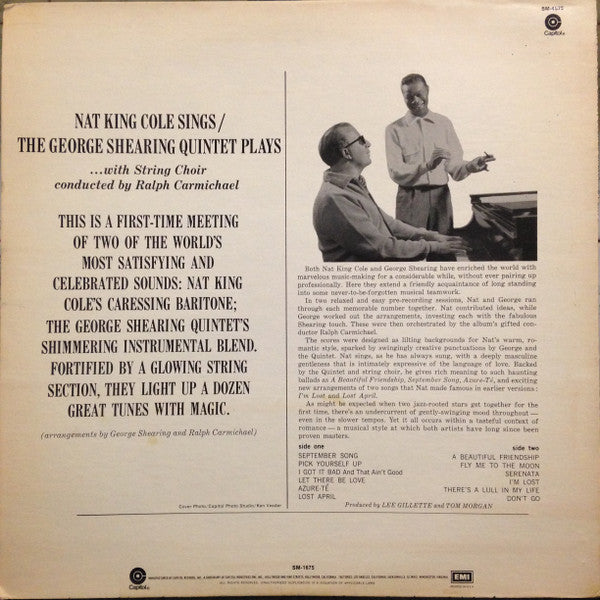 SM-1675
Capitol®
NAT KING COLE SINGS/
THE GEORGE SHEARING QUINTET PLAYS
...with String Choir
conducted by Ralph Carmichael
THIS IS A FIRST-TIME MEETING
OF TWO OF THE WORLD'S
MOST SATISFYING AND
CELEBRATED SOUNDS: NAT KING
COLE'S CARESSING BARITONE;
THE GEORGE SHEARING QUINTET'S
SHIMMERING INSTRUMENTAL BLEND.
FORTIFIED BY A GLOWING STRING
SECTION, THEY LIGHT UP A DOZEN
GREAT TUNES WITH MAGIC.
(arrangements by George Shearing and Ralph Carmichael)
Cover Photo: Capitol Photo Studio/Ken Veeder
Both Nat King Cole and George Shearing have enriched the world with
marvelous music-making for a considerable while, without ever pairing up
professionally. Here they extend a friendly acquaintance of long standing
into some never-to-be-forgotten musical teamwork.
In two relaxed and easy pre-recording sessions, Nat and George ran
through each memorable number together. Nat contributed ideas, while
George worked out the arrangements, investing each with the fabulous
Shearing touch. These were then orchestrated by the album's gifted con-
ductor Ralph Carmichael.
The scores were designed as lilting backgrounds for Nat's warm, ro-
mantic style, sparked by swingingly creative punctuations by George and
the Quintet. Nat sings, as he has always sung, with a deeply masculine
gentleness that is intimately expressive of the language of love. Backed
by the Quintet and string choir, he gives rich meaning to such haunting
ballads as A Beautiful Friendship, September Song, Azure-Té, and exciting
new arrangements of two songs that Nat made famous in earlier versions:
I'm Lost and Lost April.
As might be expected when two jazz-rooted stars get together for the
first time, there's an undercurrent of gently-swinging mood throughout—
even in the slower tempos. Yet it all occurs within a tasteful context of
romance—a musical style at which both artists have long since been
proven masters.
side one
SEPTEMBER SONG
PICK YOURSELF UP
I GOT IT BAD And That Ain't Good
LET THERE BE LOVE
AZURE-TÉ
LOST APRIL
side two
A BEAUTIFUL FRIENDSHIP
FLY ME TO THE MOON
SERENATA
I'M LOST
THERE'S A LULL IN MY LIFE
DON'T GO
Produced by LEE GILLETTE and TOM MORGAN
SM-1675
Capitol®
EMI